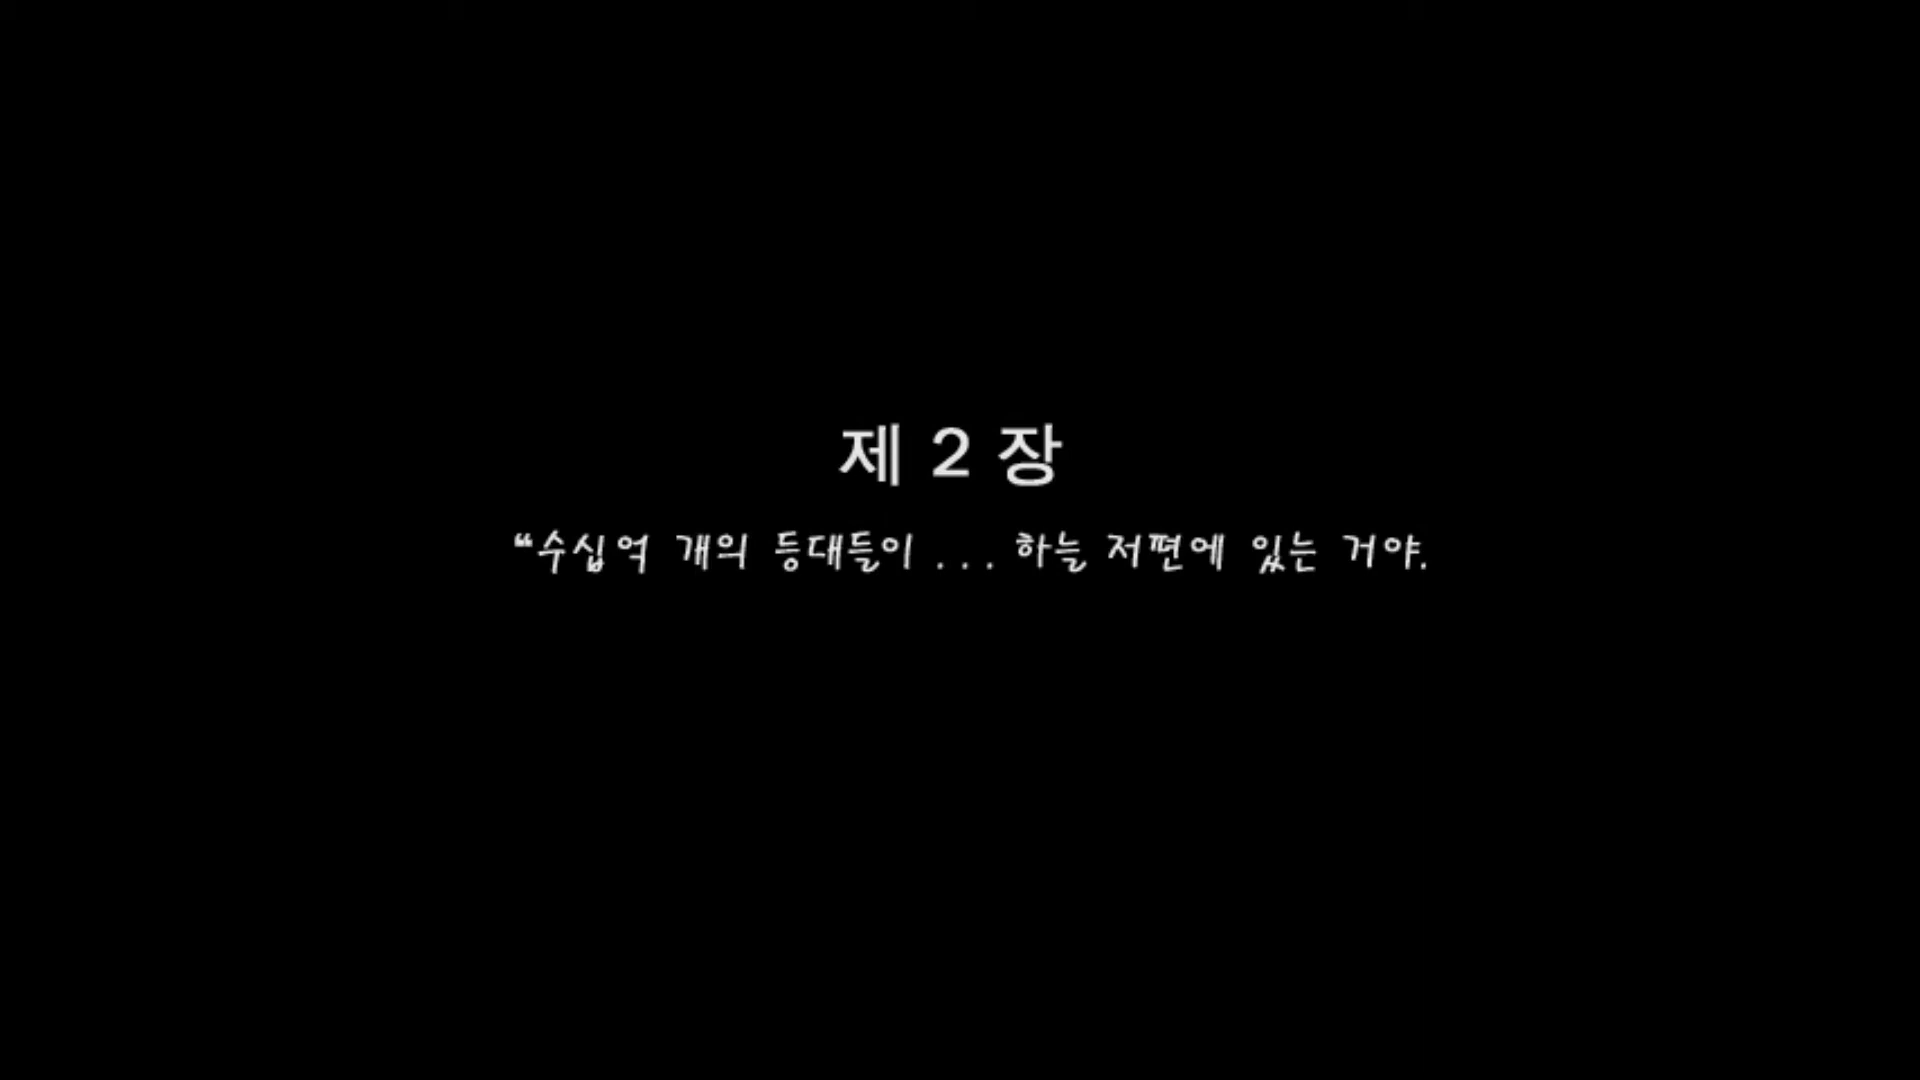 제 2 장
“수십억 개의 등대들이 . . . 하늘 저편에 있는 거야.